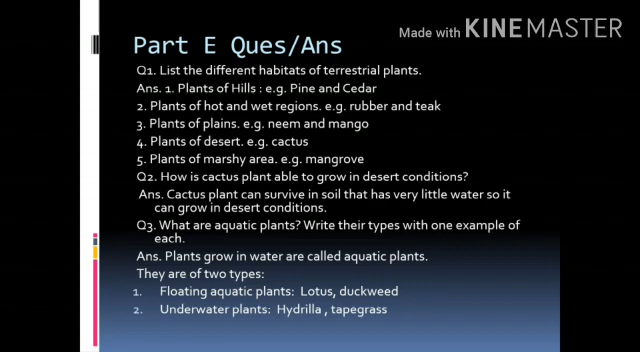 Made with KINEMASTER
Part E Ques/Ans
Q1. List the different habitats of terrestrial plants.
Ans. 1. Plants of Hills : e.g. Pine and Cedar
2. Plants of hot and wet regions. e.g. rubber and teak
3. Plants of plains. e.g. neem and mango
4. Plants of desert. e.g. cactus
5. Plants of marshy area. e.g. mangrove
Q2. How is cactus plant able to grow in desert conditions?
Ans. Cactus plant can survive in soil that has very little water so it
can grow in desert conditions.
Q3. What are aquatic plants? Write their types with one example of
each.
Ans. Plants grow in water are called aquatic plants.
They are of two types:
1. Floating aquatic plants: Lotus, duckweed
2. Underwater plants: Hydrilla , tapegrass